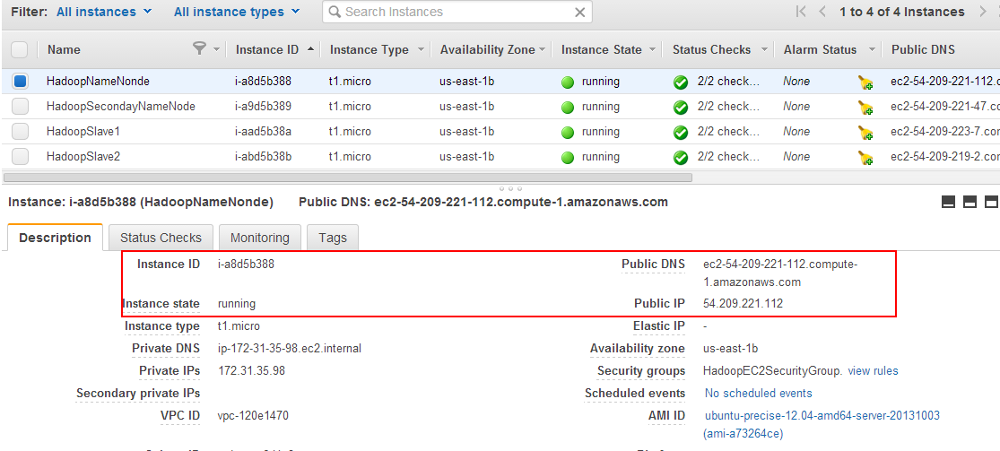 Filter: All instances All instance types Search Instances 1 to 4 of 4 Instances
Name Instance ID Instance Type Availability Zone Instance State Status Checks Alarm Status Public DNS
HadoopNameNonde i-a8d5b388 t1.micro us-east-1b running 2/2 check... None ec2-54-209-221-112.c
HadoopSecondayNameNode i-a9d5b389 t1.micro us-east-1b running 2/2 check... None ec2-54-209-221-47.co
HadoopSlave1 i-aad5b38a t1.micro us-east-1b running 2/2 check... None ec2-54-209-223-7.com
HadoopSlave2 i-abd5b38b t1.micro us-east-1b running 2/2 check... None ec2-54-209-219-2.com
Instance: i-a8d5b388 (HadoopNameNonde) Public DNS: ec2-54-209-221-112.compute-1.amazonaws.com
Description Status Checks Monitoring Tags
Instance ID i-a8d5b388 Public DNS ec2-54-209-221-112.compute-
1.amazonaws.com
Instance state running Public IP 54.209.221.112
Instance type t1.micro Elastic IP -
Private DNS ip-172-31-35-98.ec2.internal Availability zone us-east-1b
Private IPs 172.31.35.98 Security groups HadoopEC2SecurityGroup. view rules
Secondary private IPs Scheduled events No scheduled events
VPC ID vpc-120e1470 AMI ID ubuntu-precise-12.04-amd64-server-20131003
(ami-a73264ce)